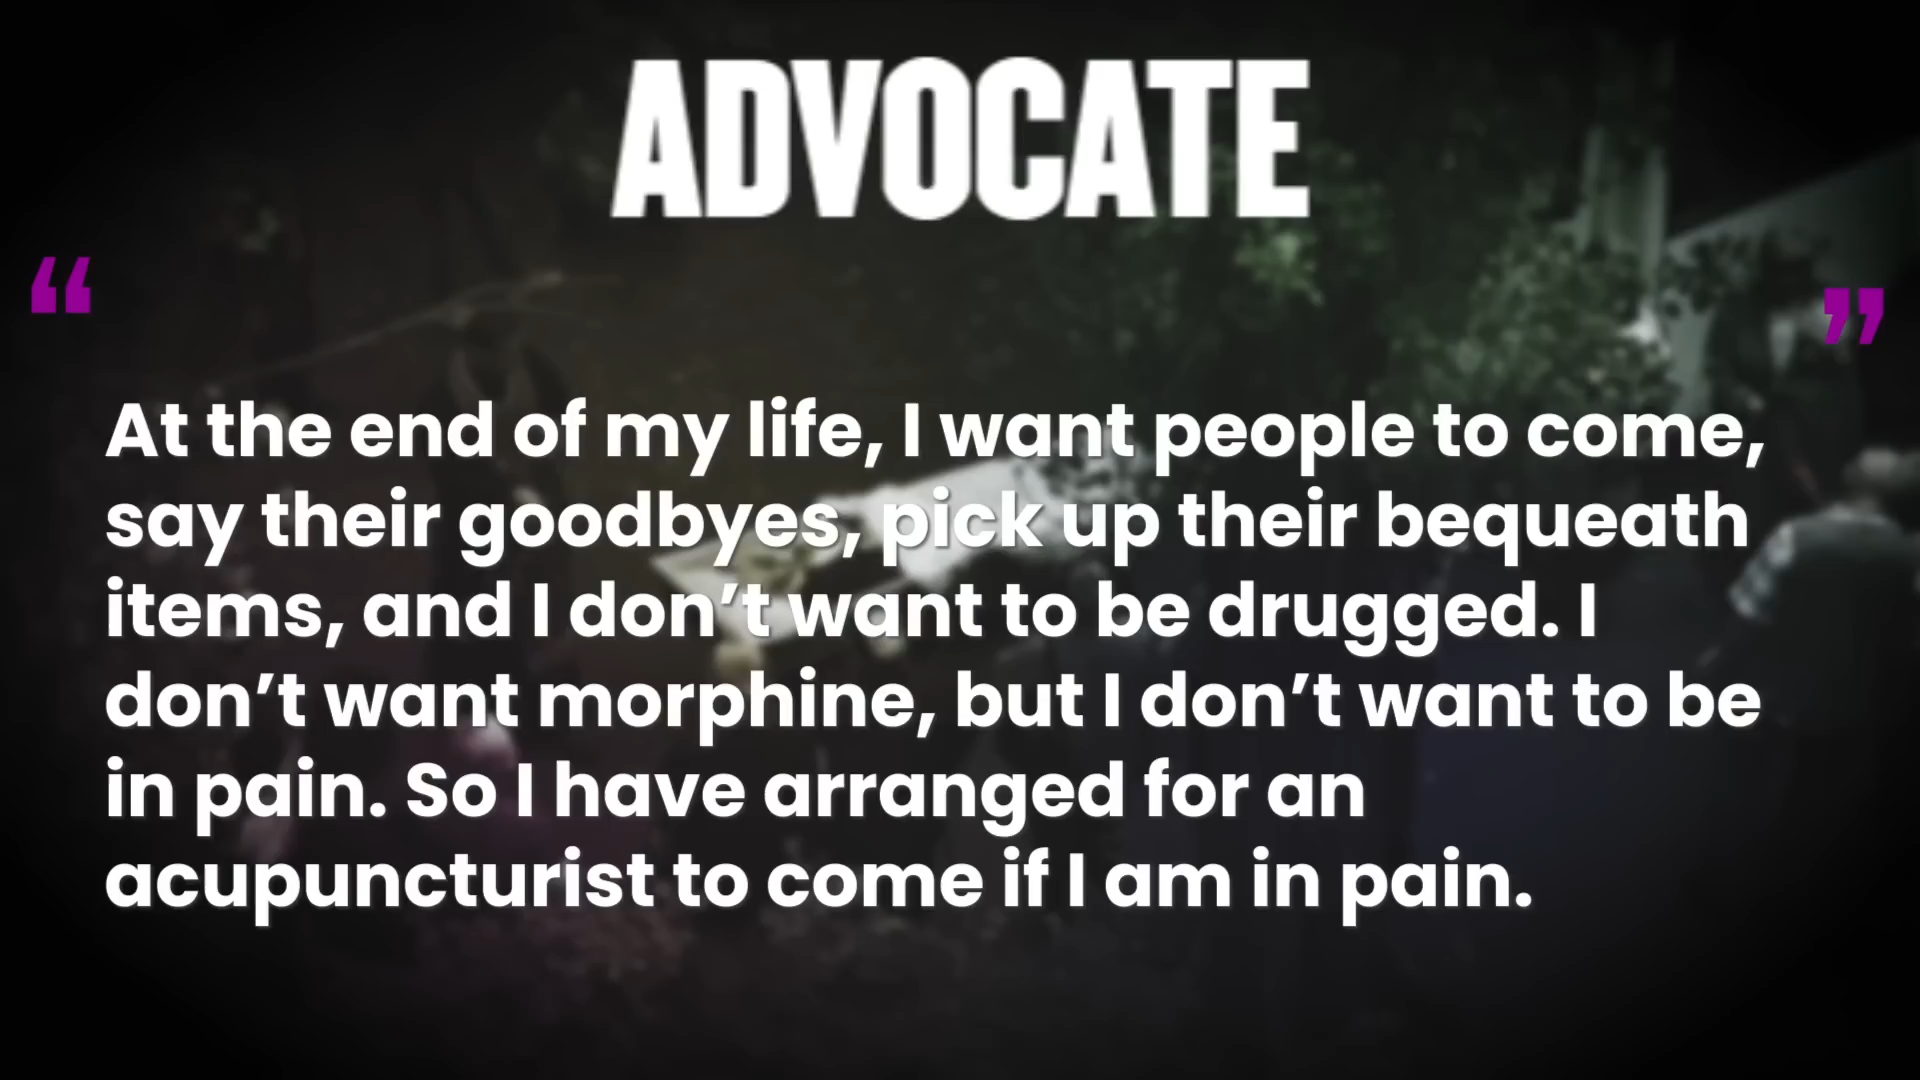 ADVOCATE
“ ”
At the end of my life, I want people to come,
say their goodbyes, pick up their bequeath
items, and I don’t want to be drugged. I
don’t want morphine, but I don’t want to be
in pain. So I have arranged for an
acupuncturist to come if I am in pain.